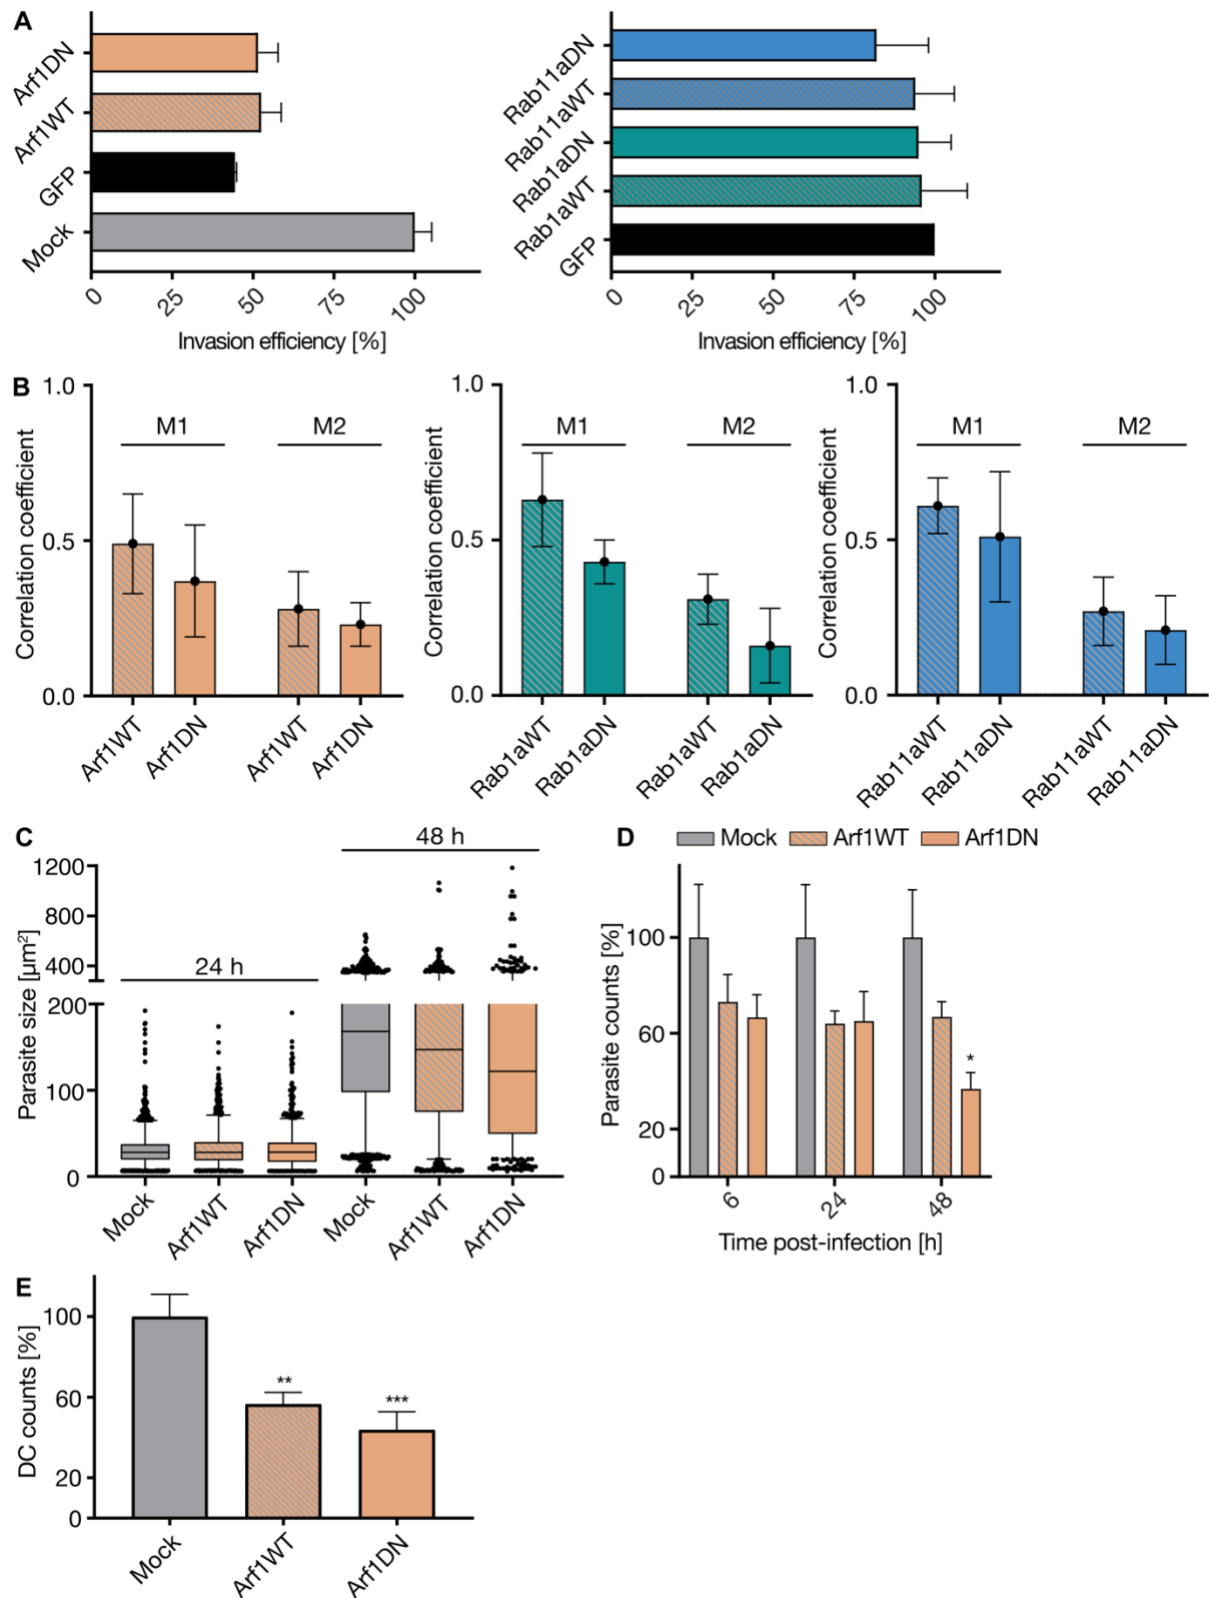 A
Arf1DN
Arf1WT
GFP
Mock
0 25 50 75 100
Invasion efficiency [%]
Rab11aDN
Rab11aWT
Rab1aDN
Rab1aWT
GFP
0 25 50 75 100
Invasion efficiency [%]
B
Correlation coefficient
1.0
0.5
0.0
M1 M2
Arf1WT Arf1DN Arf1WT Arf1DN
Correlation coefficient
1.0
0.5
0.0
M1 M2
Rab1aWT Rab1aDN Rab1aWT Rab1aDN
Correlation coefficient
1.0
0.5
0.0
M1 M2
Rab11aWT Rab11aDN Rab11aWT Rab11aDN
C
Parasite size [µm²]
1200
800
400
200
100
0
24 h
48 h
Mock Arf1WT Arf1DN Mock Arf1WT Arf1DN
D
Mock Arf1WT Arf1DN
Parasite counts [%]
100
60
20
0
*
6 24 48
Time post-infection [h]
E
DC counts [%]
100
60
20
0
**
***
Mock Arf1WT Arf1DN